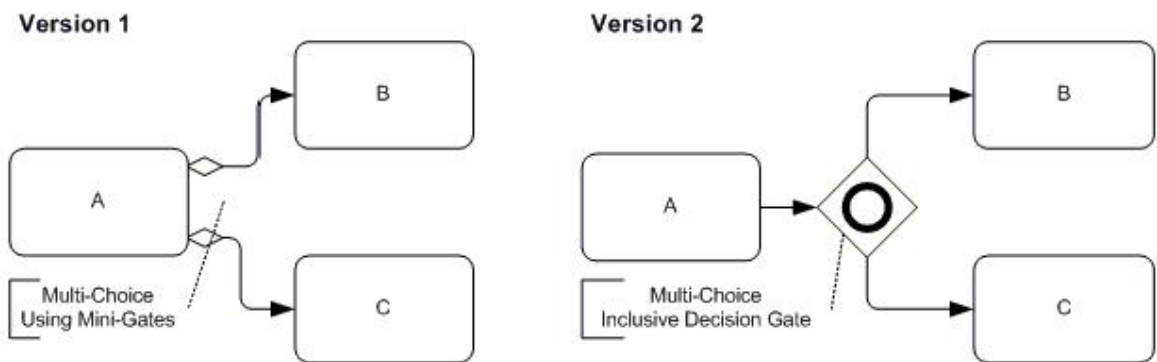 Version 1
B
A
C
Multi-Choice
Using Mini-Gates
Version 2
B
A
C
Multi-Choice
Inclusive Decision Gate